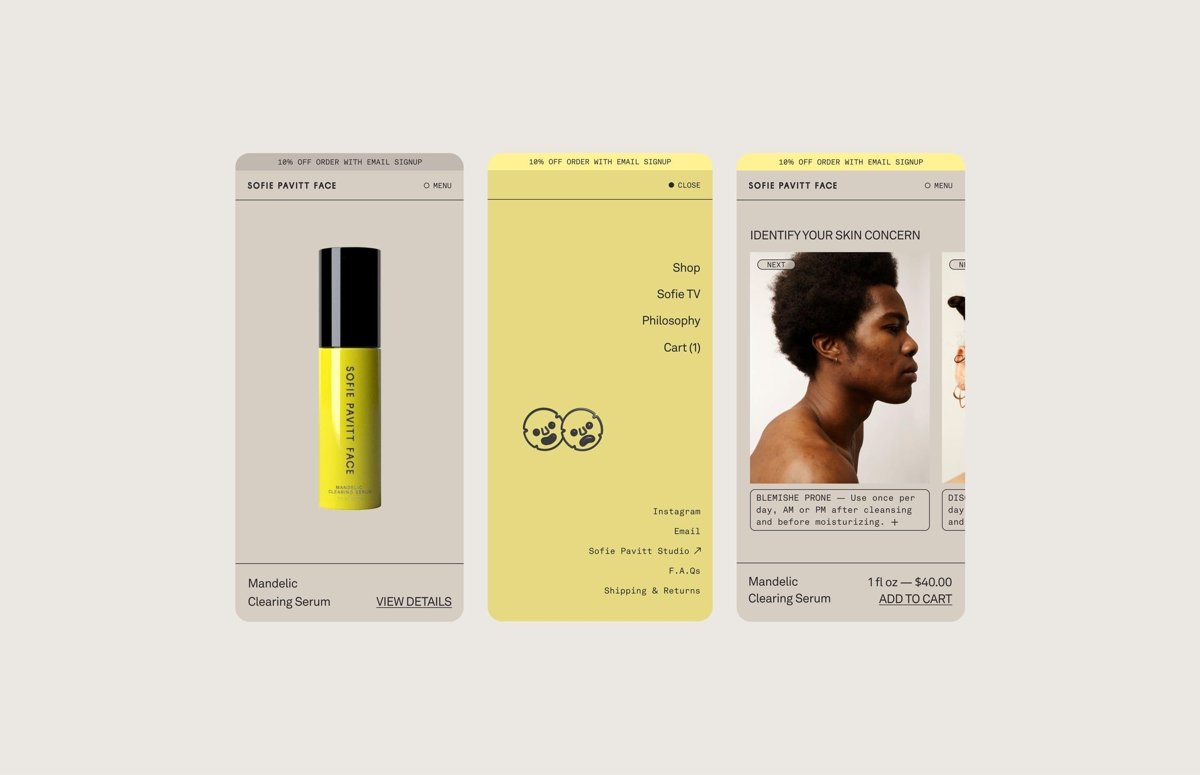 10% OFF ORDER WITH EMAIL SIGNUP
SOFIE PAVITT FACE
MENU
SOFIE PAVITT FACE
MANDELIC
CLEARING SERUM
Mandelic
Clearing Serum
VIEW DETAILS
10% OFF ORDER WITH EMAIL SIGNUP
CLOSE
Shop
Sofie TV
Philosophy
Cart (1)
Instagram
Email
Sofie Pavitt Studio ↗
F.A.Qs
Shipping & Returns
10% OFF ORDER WITH EMAIL SIGNUP
SOFIE PAVITT FACE
MENU
IDENTIFY YOUR SKIN CONCERN
NEXT
BLEMISHE PRONE — Use once per
day, AM or PM after cleansing
and before moisturizing. +
day
and
Mandelic
Clearing Serum
1 fl oz — $40.00
ADD TO CART